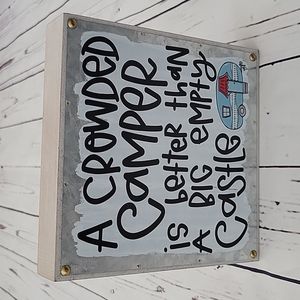 A CROWDED
CAMPER
is better than
A BIG EMPTY
Castle